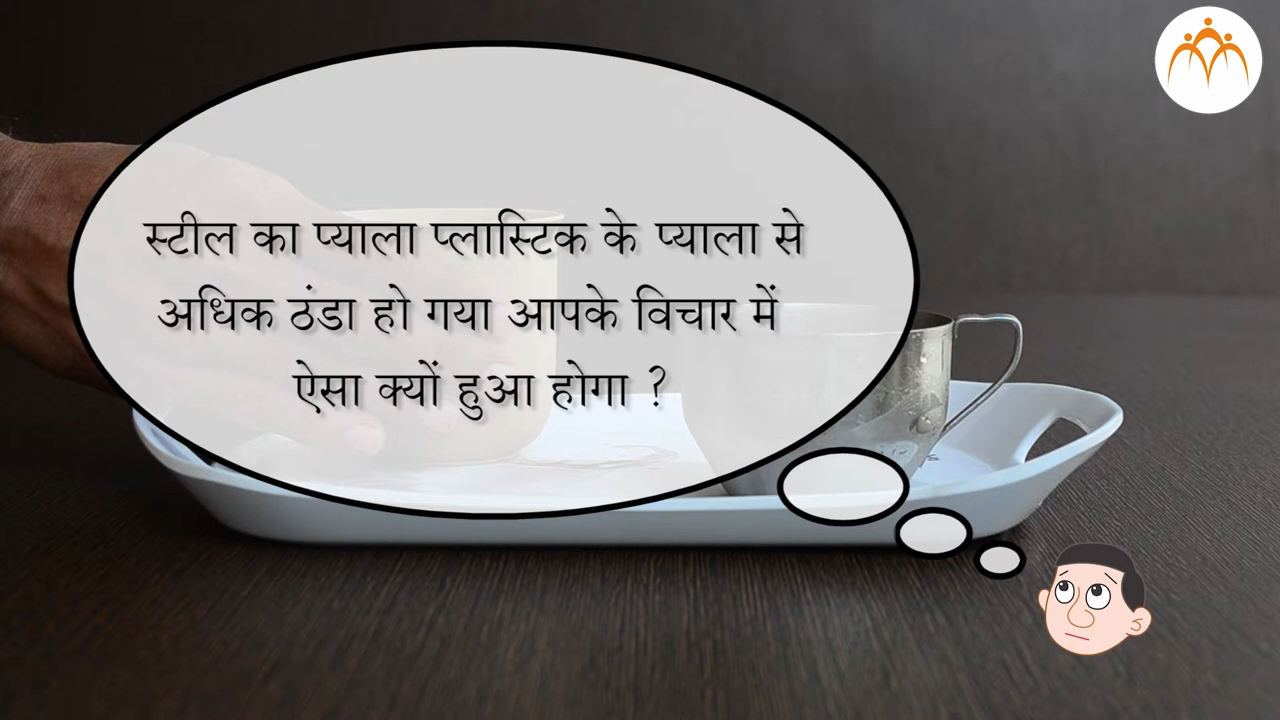 स्टील का प्याला प्लास्टिक के प्याला से
अधिक ठंडा हो गया आपके विचार में
ऐसा क्यों हुआ होगा ?